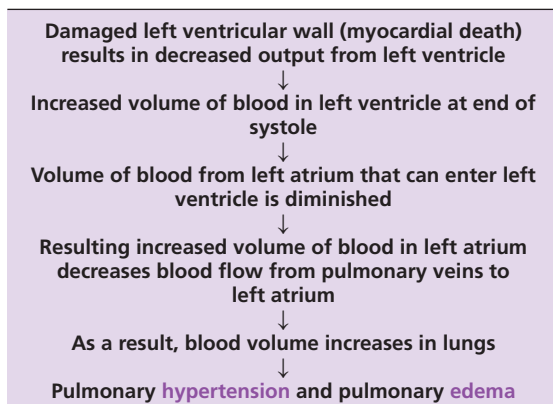 Damaged left ventricular wall (myocardial death)
results in decreased output from left ventricle
↓
Increased volume of blood in left ventricle at end of
systole
↓
Volume of blood from left atrium that can enter left
ventricle is diminished
↓
Resulting increased volume of blood in left atrium
decreases blood flow from pulmonary veins to
left atrium
↓
As a result, blood volume increases in lungs
↓
Pulmonary hypertension and pulmonary edema